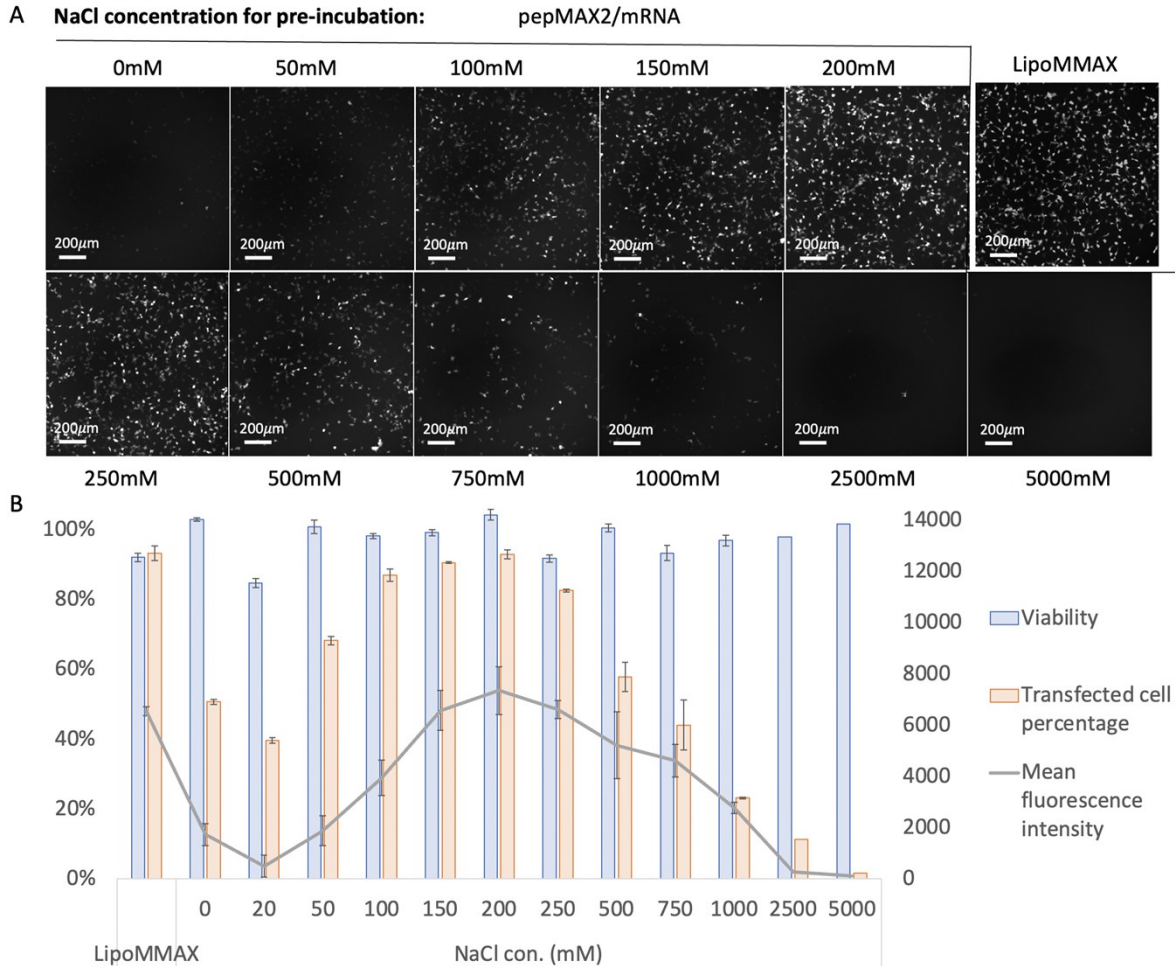 A NaCl concentration for pre-incubation: pepMAX2/mRNA
0mM 50mM 100mM 150mM 200mM LipoMMAX
200μm 200μm 200μm 200μm 200μm 200μm
200μm 200μm 200μm 200μm 200μm 200μm
250mM 500mM 750mM 1000mM 2500mM 5000mM
B
100% 14000
12000
80%
10000
60% 8000
6000
40%
4000
20%
2000
0% 0
Viability
Transfected cell
percentage
Mean
fluorescence
intensity
0 20 50 100 150 200 250 500 750 1000 2500 5000
LipoMMAX NaCl con. (mM)